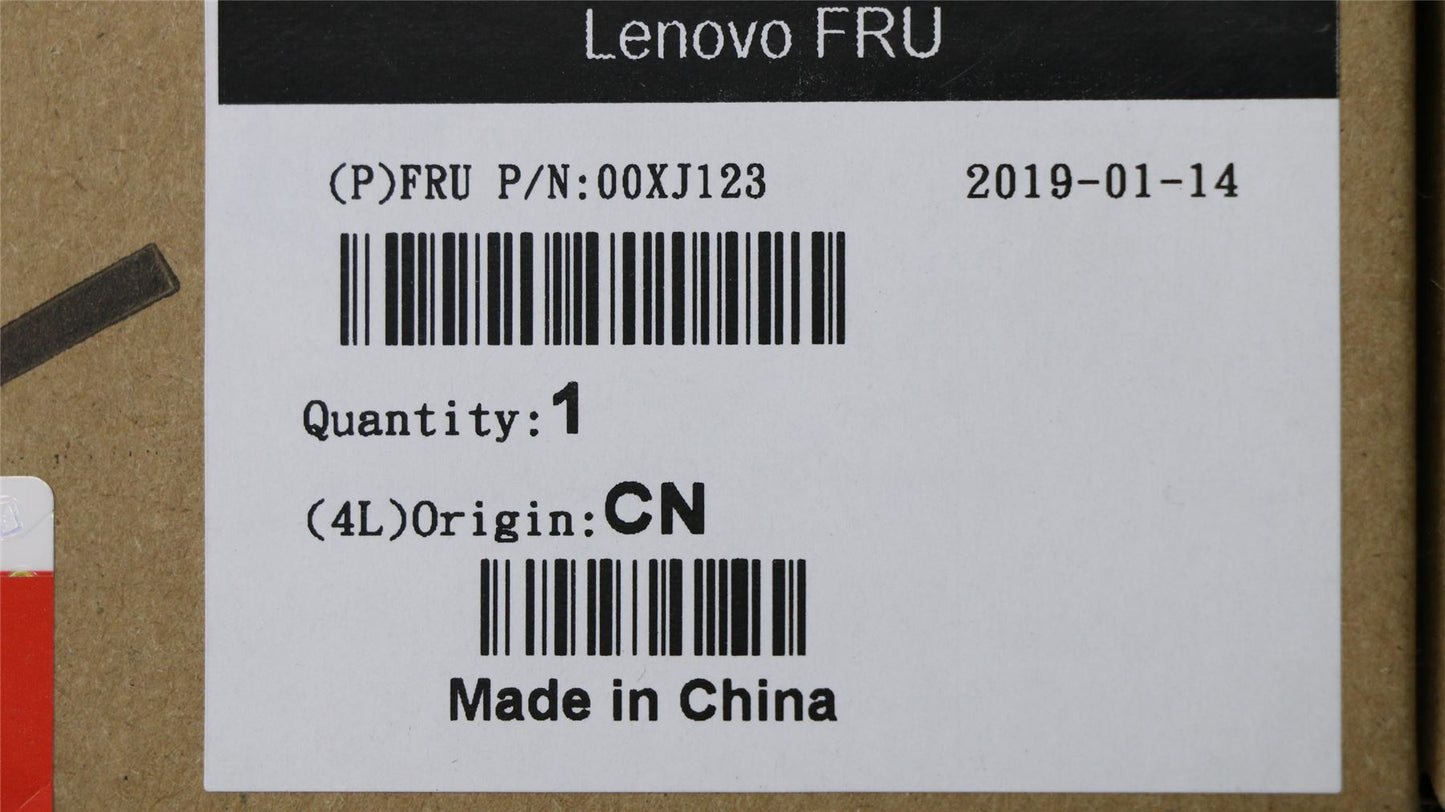 Lenovo FRU
(P)FRU P/N:00XJ123 2019-01-14
Quantity:1
(4L)Origin:CN
Made in China